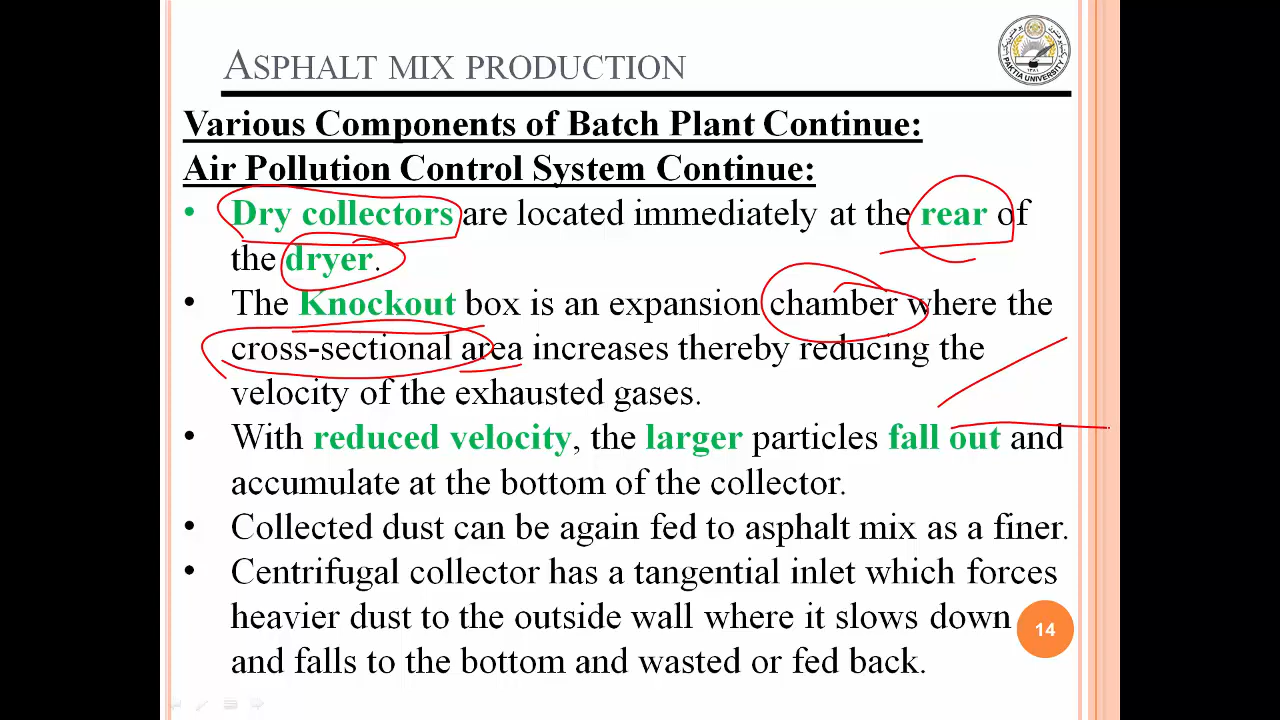 ASPHALT MIX PRODUCTION
PAKTIA UNIVERSITY
Various Components of Batch Plant Continue:
Air Pollution Control System Continue:
• Dry collectors are located immediately at the rear of
the dryer.
• The Knockout box is an expansion chamber where the
cross-sectional area increases thereby reducing the
velocity of the exhausted gases.
• With reduced velocity, the larger particles fall out and
accumulate at the bottom of the collector.
• Collected dust can be again fed to asphalt mix as a finer.
• Centrifugal collector has a tangential inlet which forces
heavier dust to the outside wall where it slows down
and falls to the bottom and wasted or fed back.
14